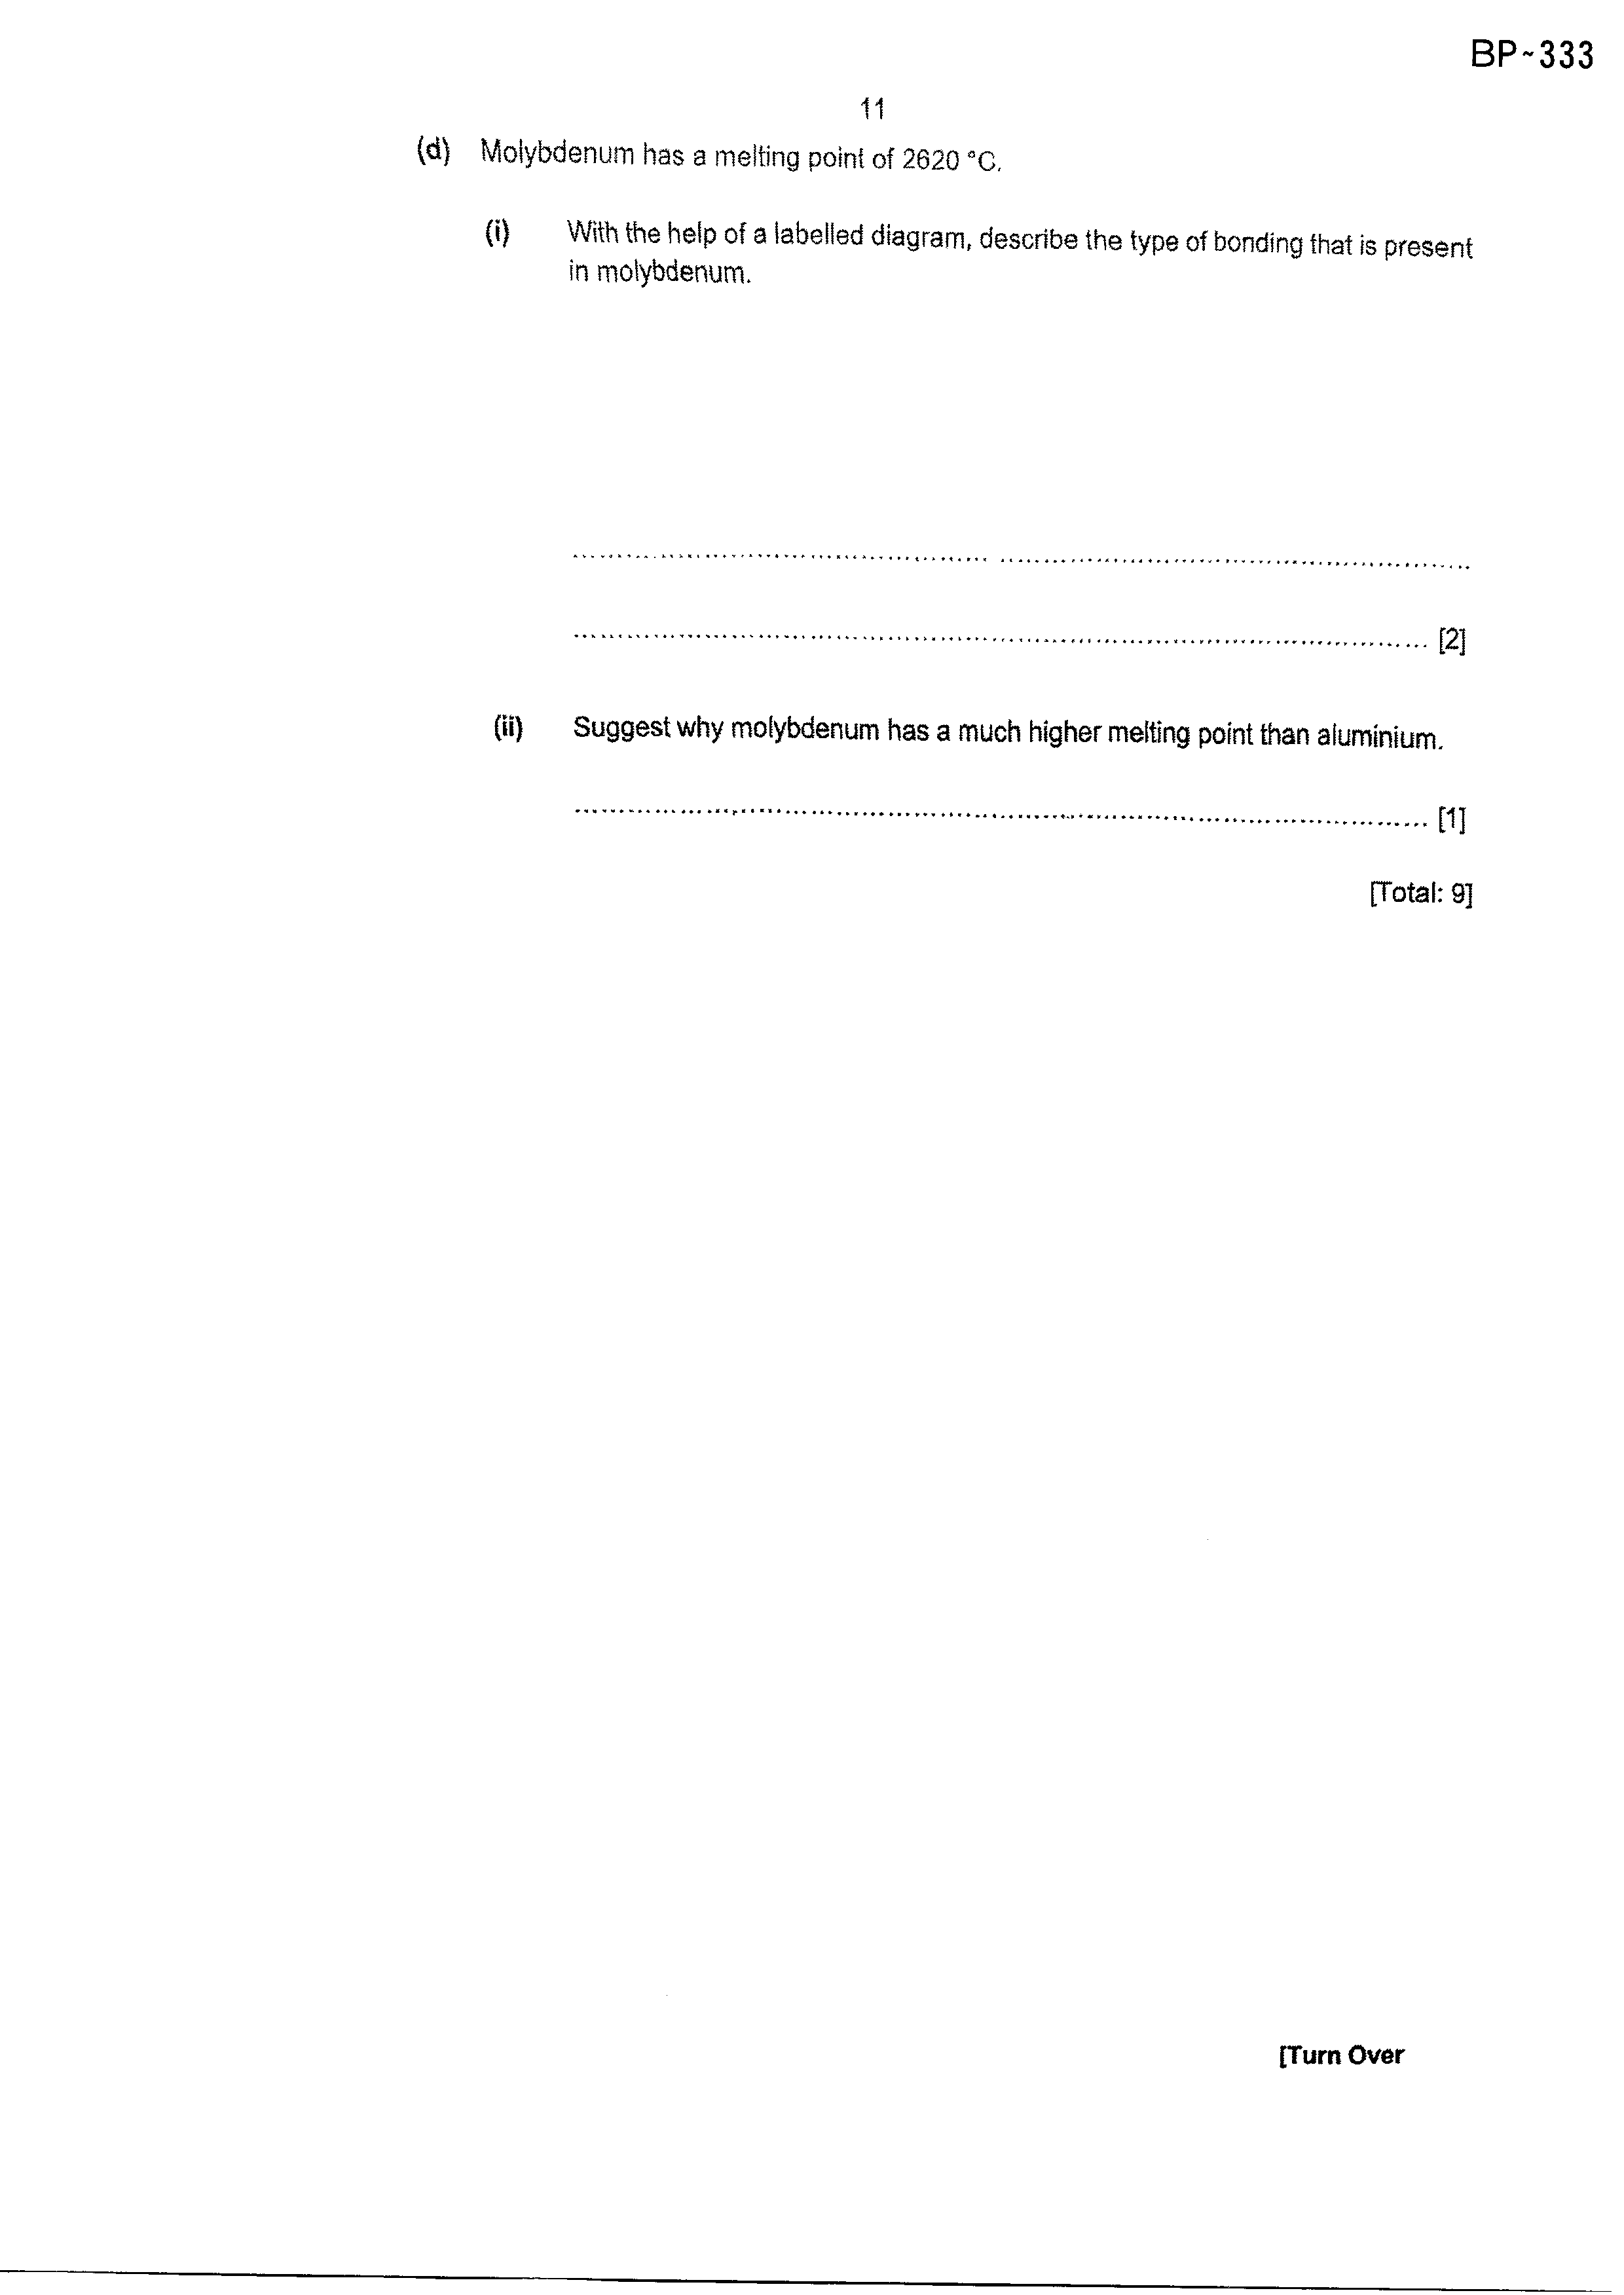 BP~333
11
(d) Molybdenum has a melting point of 2620 °C.
(i) With the help of a labelled diagram, describe the type of bonding that is present
in molybdenum.
[2]
(ii) Suggest why molybdenum has a much higher melting point than aluminium.
[1]
[Total: 9]
[Turn Over